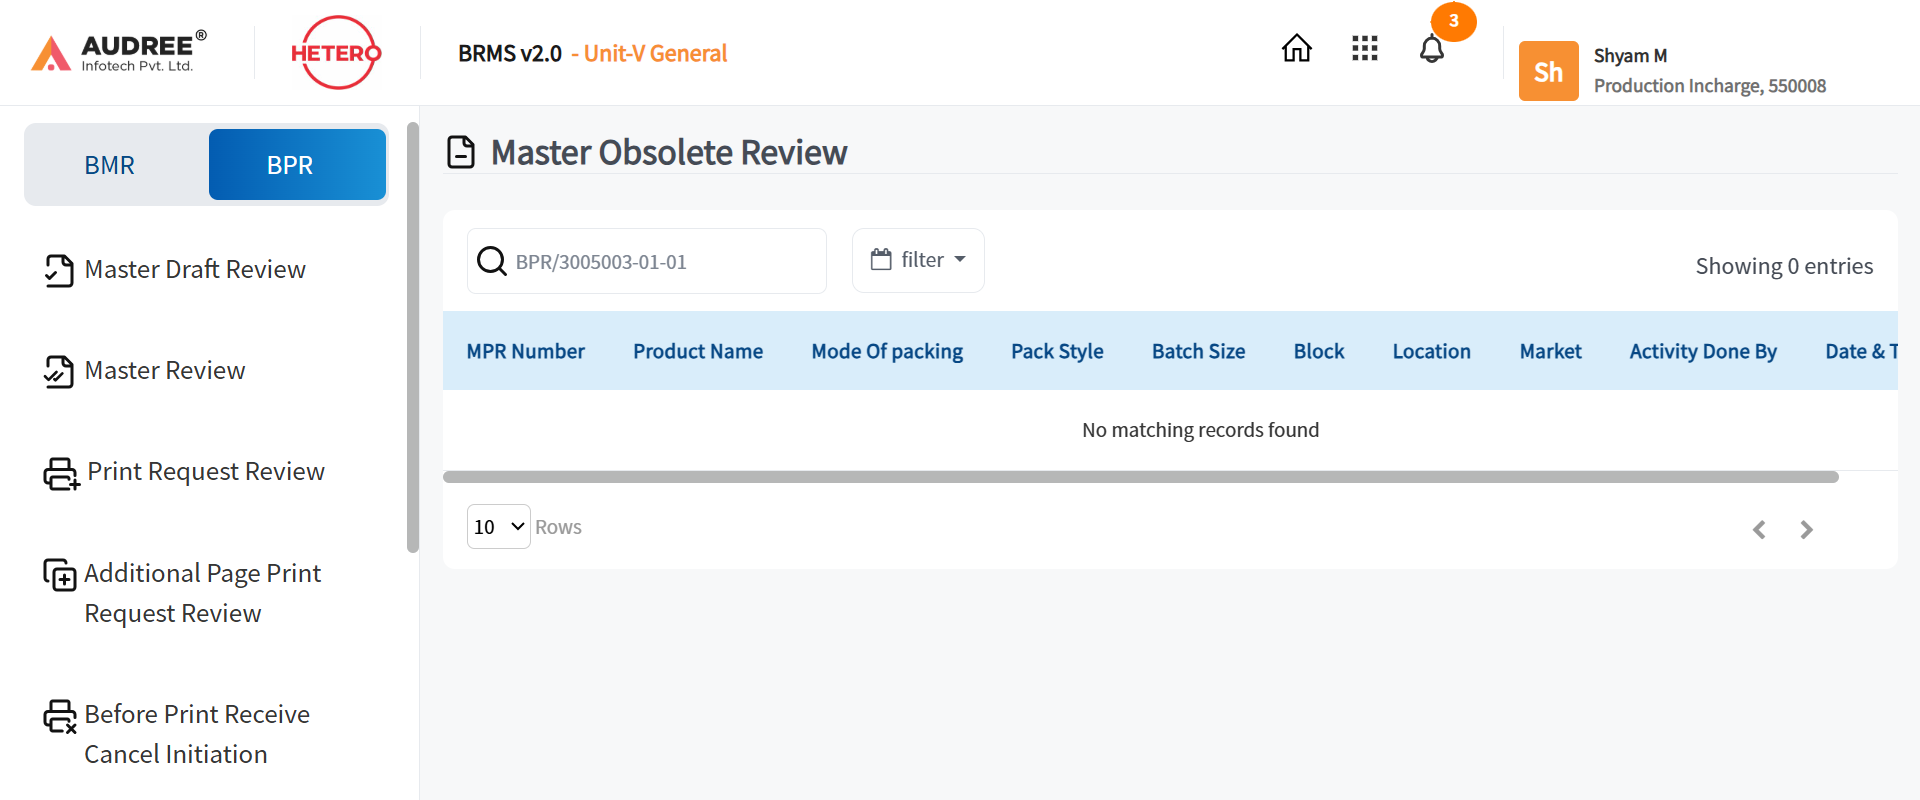 AUDREE®
Infotech Pvt. Ltd.
HETERO
BRMS v2.0 - Unit-V General
3
Sh
Shyam M
Production Incharge, 550008
BMR
BPR
Master Draft Review
Master Review
Print Request Review
Additional Page Print
Request Review
Before Print Receive
Cancel Initiation
Master Obsolete Review
BPR/3005003-01-01
filter
Showing 0 entries
MPR Number Product Name Mode Of packing Pack Style Batch Size Block Location Market Activity Done By Date & T
No matching records found
10 Rows